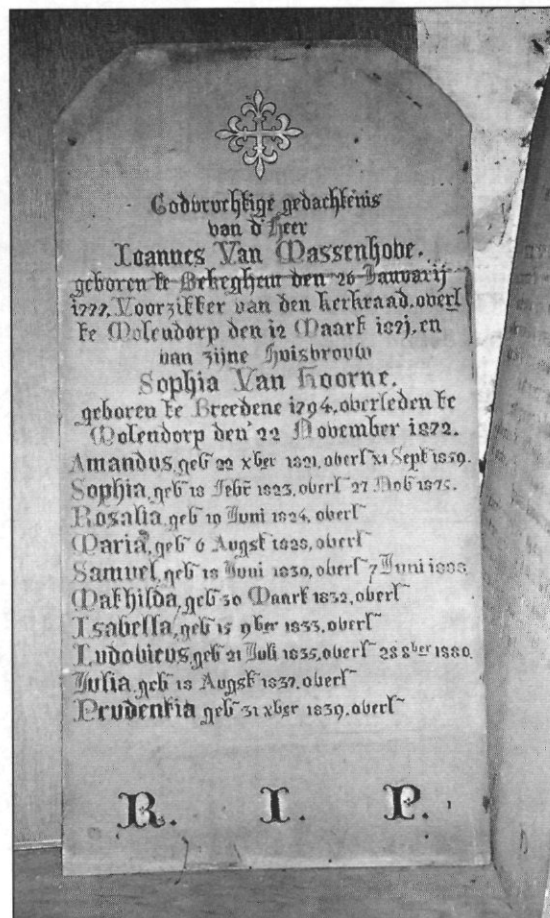 Godvruchtige gedachtenis
van d'heer
Ioannes Van Massenhove.
geboren te Bekeghem den 26 Januarij
1777. Voorzitter van den kerkraad. overl
te Molendorp den 12 Maart 1871. en
van zijne huisvrouw
Sophia Van Hoorne.
geboren te Breedene 1794. overleden te
Molendorp den 22 November 1872.
Amandus, geb 22 xber 1821, overl 21 Sept 1859.
Sophia, geb 18 Febr 1823, overl 27 Nob 1875.
Rosalia, geb 19 Juni 1824, overl
Maria, geb 6 Augst 1828, overl
Samuel, geb 18 Juni 1830, overl 7 Juni 1888.
Mathilda, geb 30 Maart 1832, overl
Isabella, geb 15 9ber 1833, overl
Ludovicus, geb 21 Juli 1835, overl 28 8ber 1880.
Julia, geb 18 Augst 1837. overl
Prudentia geb 31 xber 1839. overl
R. I. P.